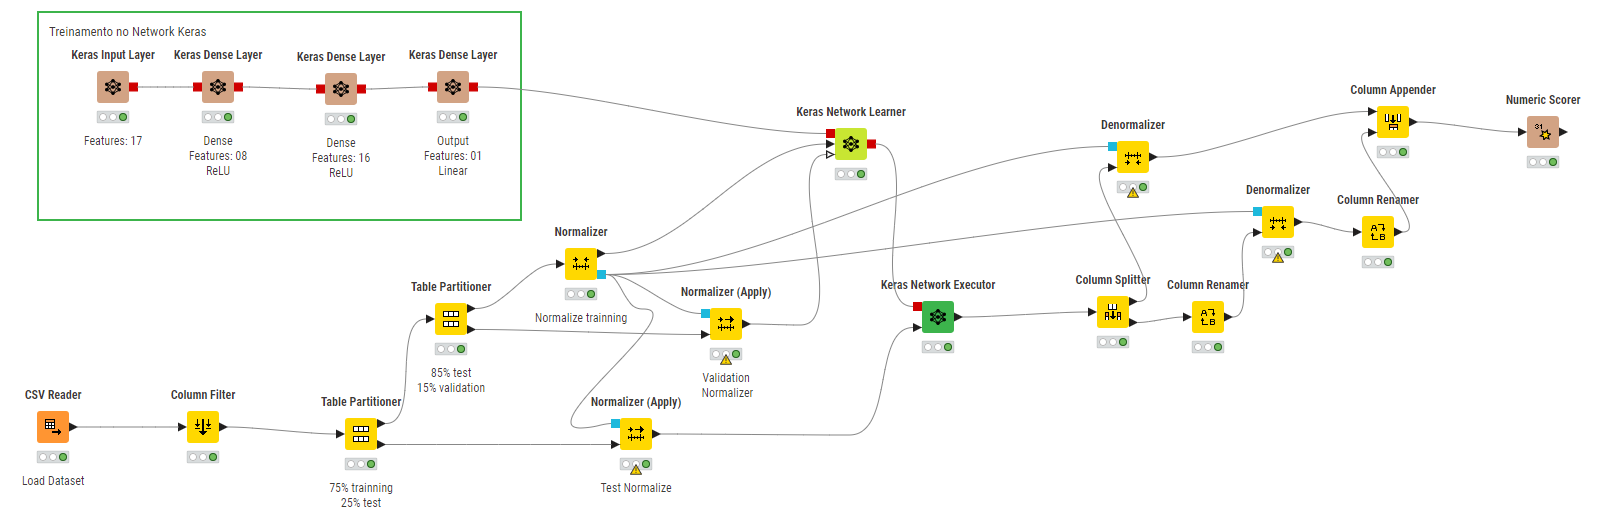 Treinamento no Network Keras
Keras Input Layer
Features: 17
Keras Dense Layer
Dense
Features: 08
ReLU
Keras Dense Layer
Dense
Features: 16
ReLU
Keras Dense Layer
Output
Features: 01
Linear
Keras Network Learner
Denormalizer
Column Appender
Numeric Scorer
31
Denormalizer
Column Renamer
A
B
Normalizer
Normalize trainning
Table Partitioner
85% test
15% validation
Normalizer (Apply)
Validation
Normalizer
Keras Network Executor
Column Splitter
Column Renamer
A
B
CSV Reader
Load Dataset
Column Filter
Table Partitioner
75% trainning
25% test
Normalizer (Apply)
Test Normalize